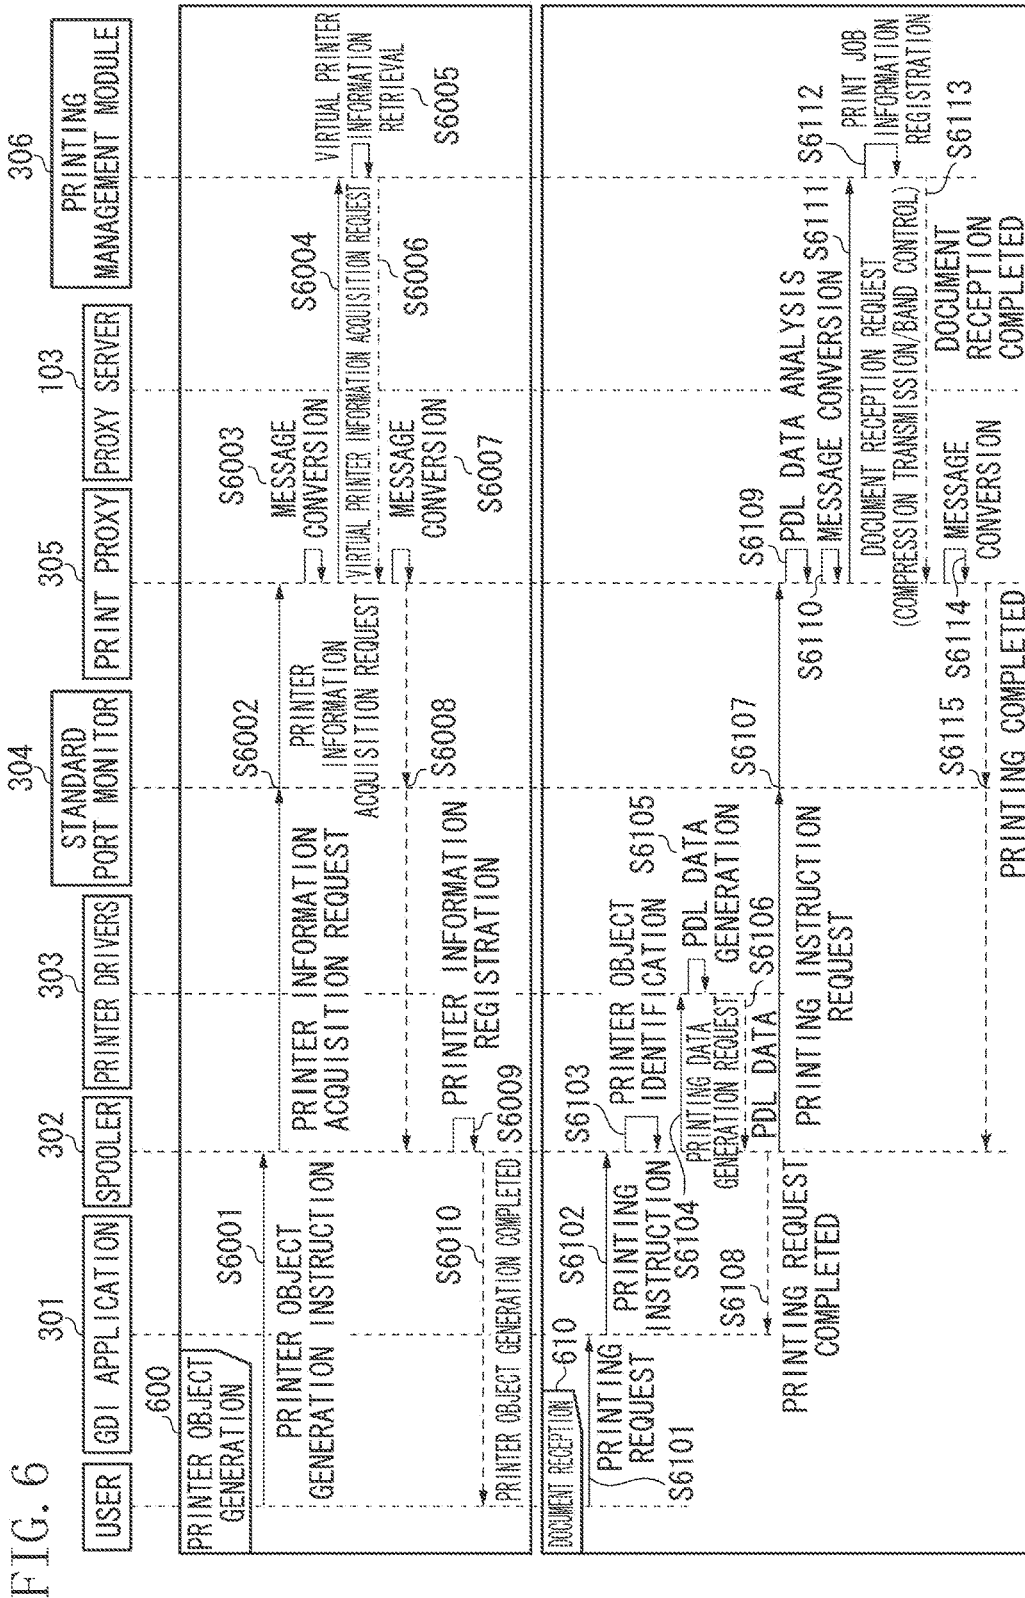 FIG. 6
USER
301
GDI APPLICATION
302
SPOOLER
303
PRINTER DRIVERS
304
STANDARD
PORT MONITOR
305
PRINT PROXY
103
PROXY SERVER
306
PRINTING
MANAGEMENT MODULE
600
PRINTER OBJECT
GENERATION
S6001
PRINTER OBJECT
GENERATION INSTRUCTION
PRINTER INFORMATION
ACQUISITION REQUEST
S6002
PRINTER
INFORMATION
ACQUISITION REQUEST
S6003
MESSAGE
CONVERSION
S6004
VIRTUAL PRINTER INFORMATION ACQUISITION REQUEST
VIRTUAL PRINTER
INFORMATION
RETRIEVAL
S6005
S6006
MESSAGE
CONVERSION
S6007
S6008
PRINTER INFORMATION
REGISTRATION
S6009
S6010
PRINTER OBJECT GENERATION COMPLETED
DOCUMENT RECEPTION
610
PRINTING
REQUEST
S6101
S6102
PRINTING
INSTRUCTION
S6103
PRINTER OBJECT
IDENTIFICATION
S6104
PRINTING DATA
GENERATION REQUEST
S6105
PDL DATA
GENERATION
PDL DATA
S6106
S6107
PRINTING INSTRUCTION
REQUEST
S6108
PRINTING REQUEST
COMPLETED
S6109
PDL DATA ANALYSIS
S6110
MESSAGE CONVERSION
S6111
DOCUMENT RECEPTION REQUEST
(COMPRESSION TRANSMISSION/BAND CONTROL)
S6112
PRINT JOB
INFORMATION
REGISTRATION
S6113
DOCUMENT
RECEPTION
COMPLETED
S6114
MESSAGE
CONVERSION
S6115
PRINTING COMPLETED
PRINTING COMPLETED